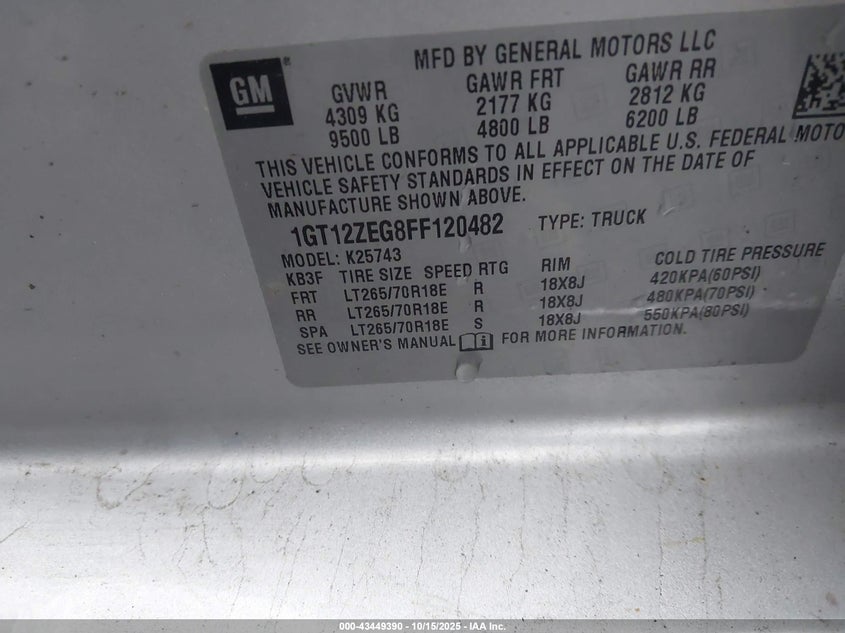 MFD BY GENERAL MOTORS LLC
GM
GVWR GAWR FRT GAWR RR
4309 KG 2177 KG 2812 KG
9500 LB 4800 LB 6200 LB
THIS VEHICLE CONFORMS TO ALL APPLICABLE U.S. FEDERAL MOTO
VEHICLE SAFETY STANDARDS IN EFFECT ON THE DATE OF
MANUFACTURE SHOWN ABOVE.
1GT12ZEG8FF120482 TYPE: TRUCK
MODEL: K25743
KB3F TIRE SIZE SPEED RTG RIM COLD TIRE PRESSURE
FRT LT265/70R18E R 18X8J 420KPA(60PSI)
RR LT265/70R18E R 18X8J 480KPA(70PSI)
SPA LT265/70R18E S 18X8J 550KPA(80PSI)
SEE OWNER'S MANUAL i FOR MORE INFORMATION.
000-43449390 - 10/15/2025 - IAA Inc.